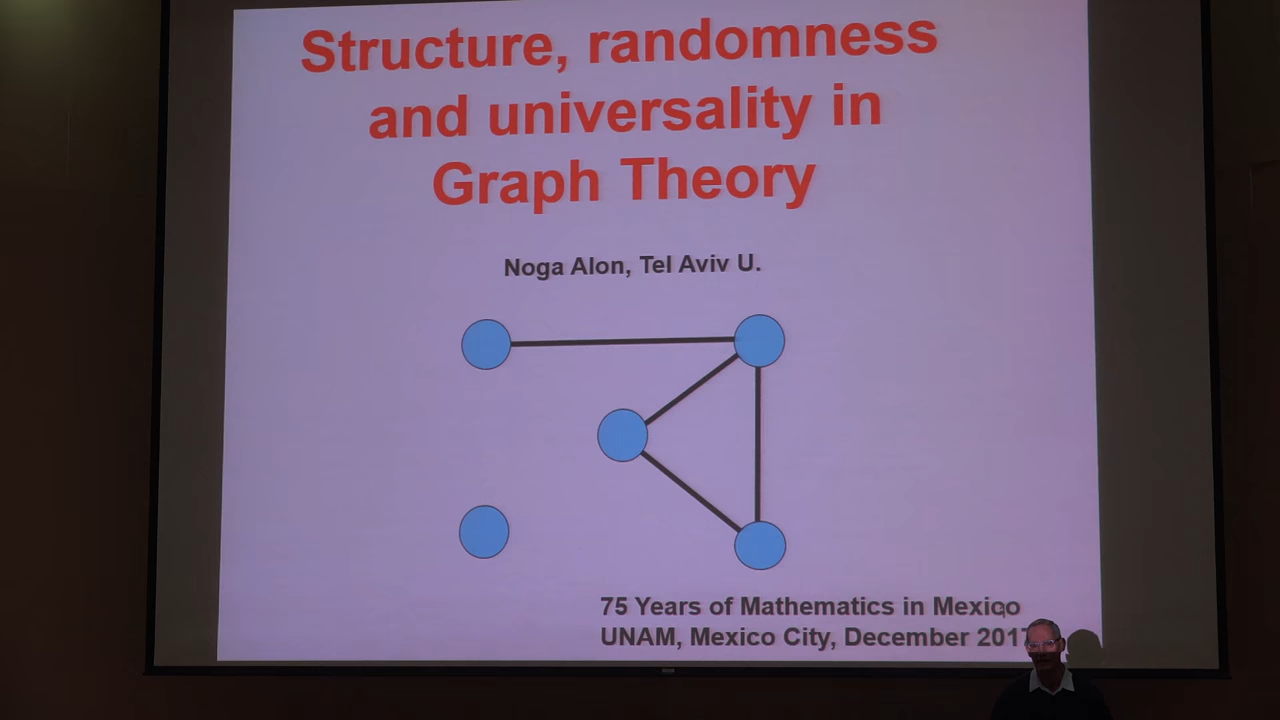 Structure, randomness
and universality in
Graph Theory
Noga Alon, Tel Aviv U.
75 Years of Mathematics in Mexico
UNAM, Mexico City, December 2017